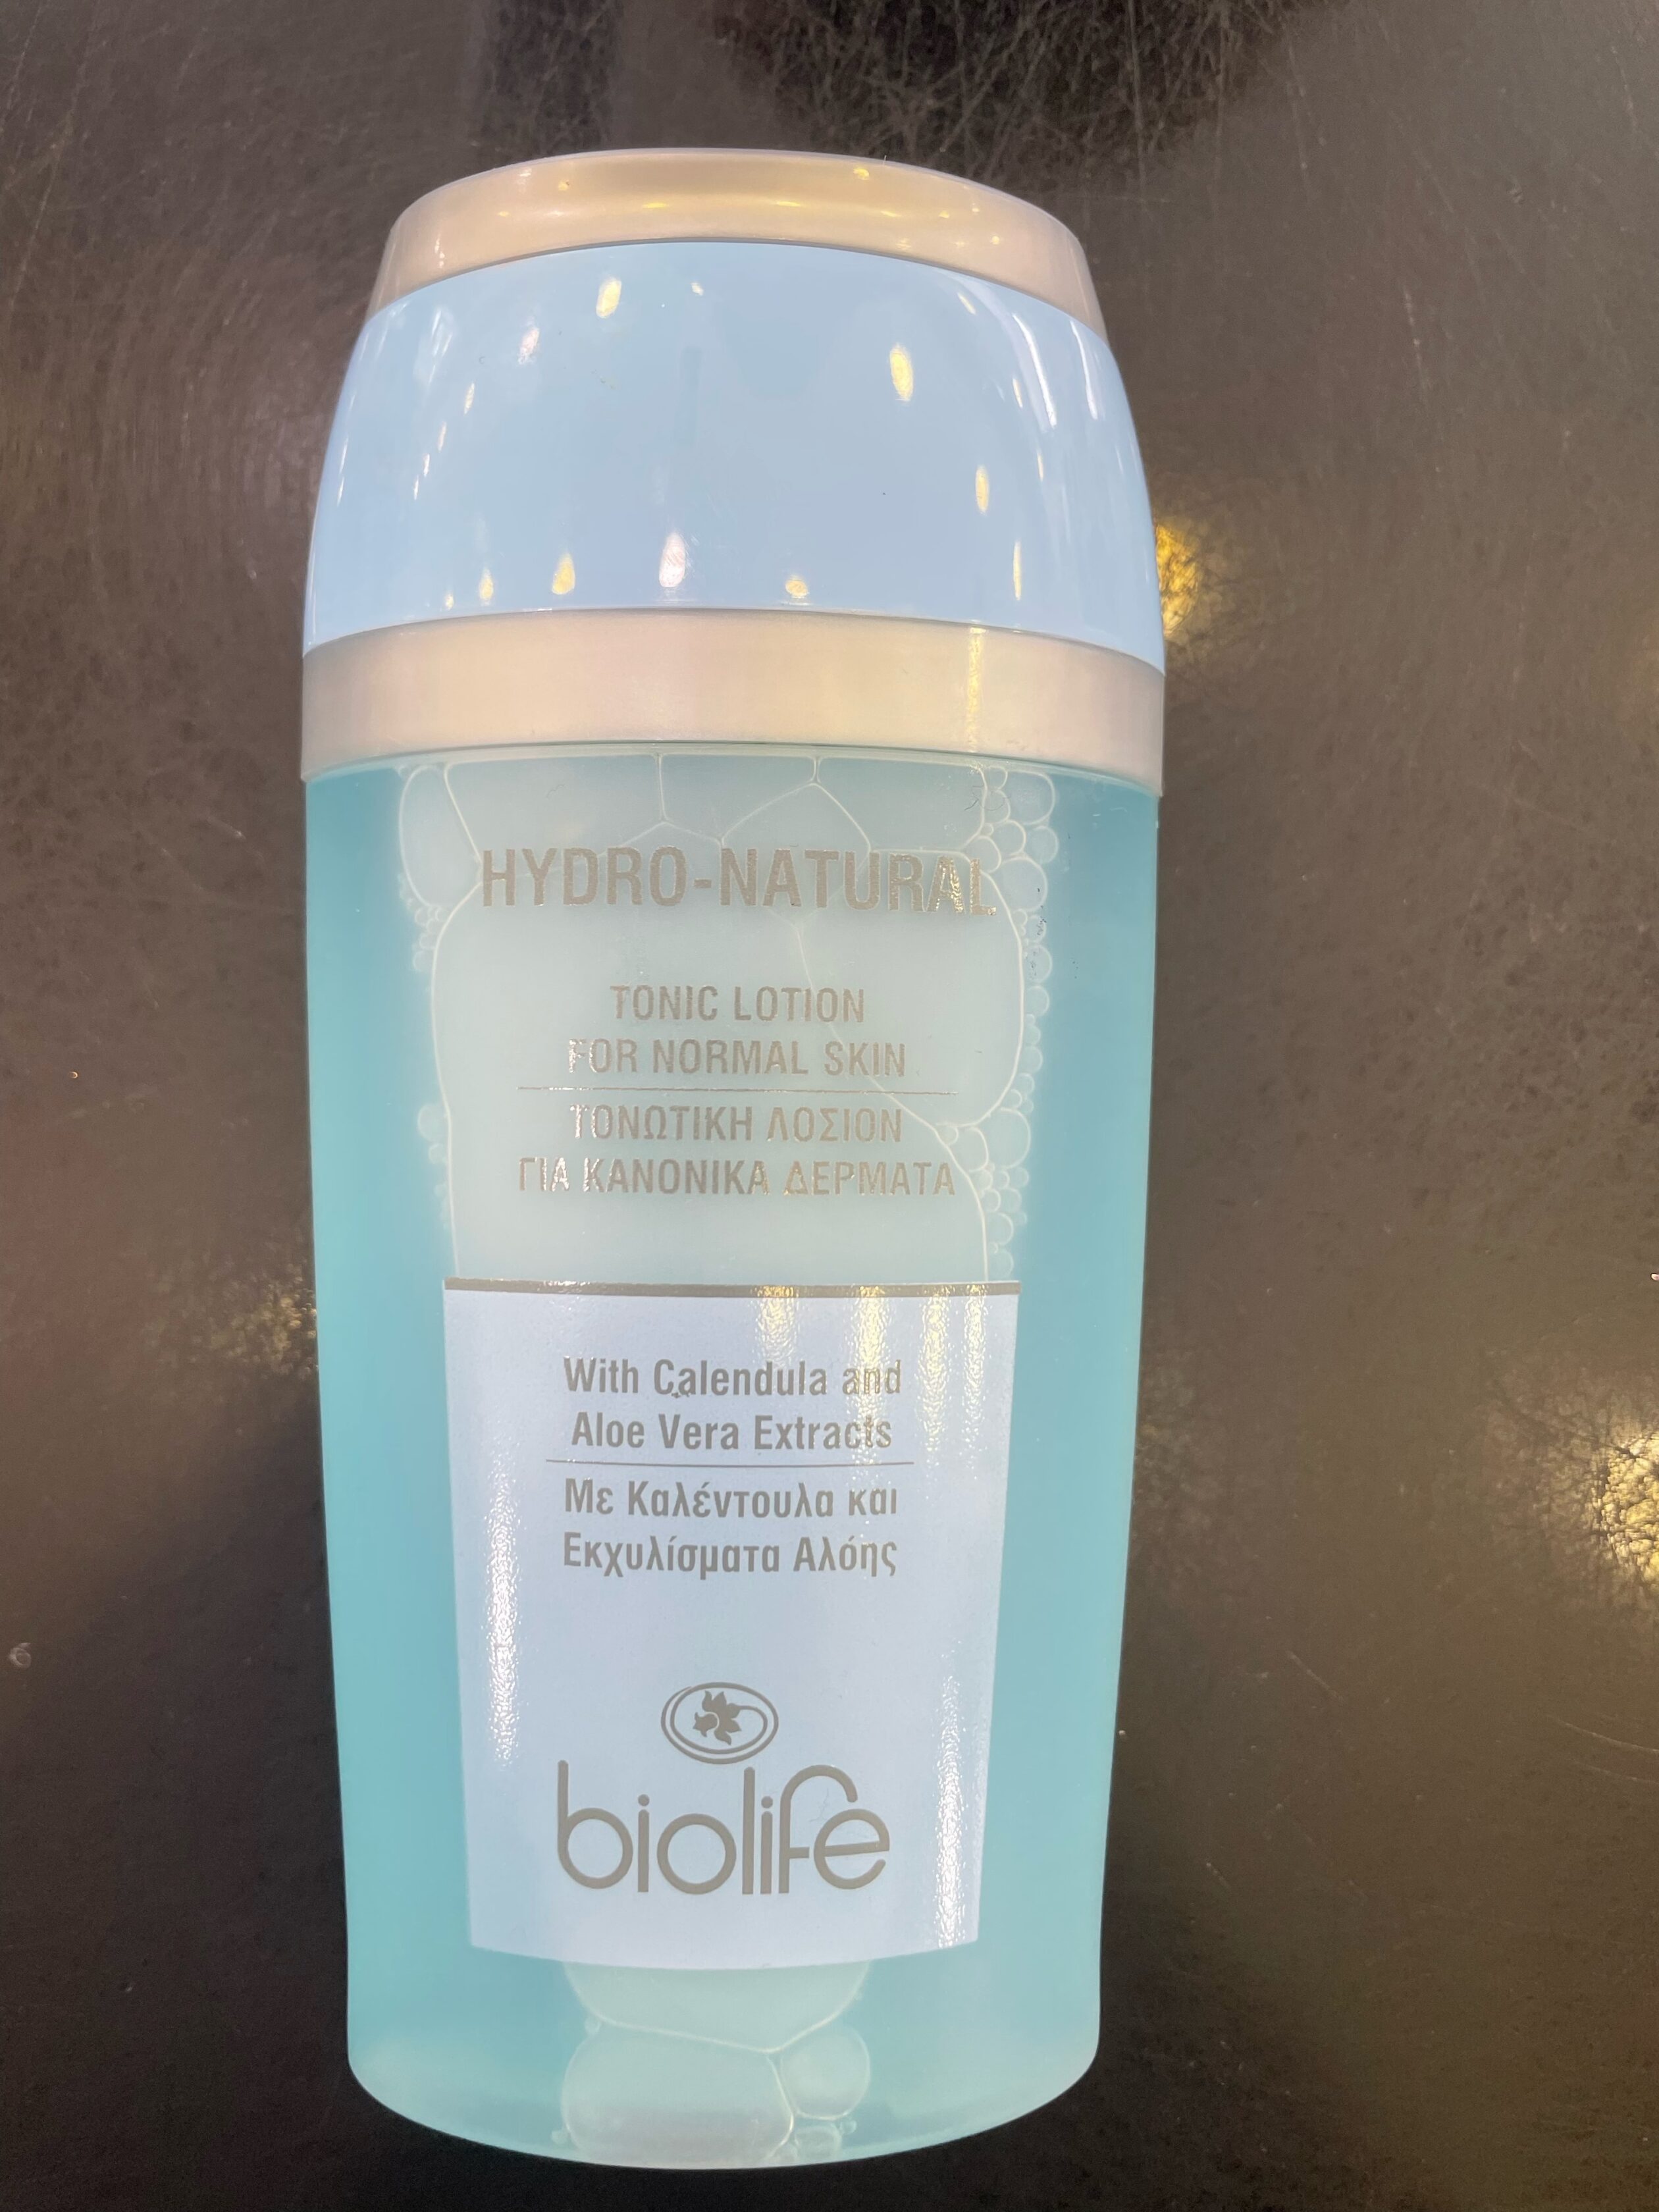 HYDRO-NATURAL
TONIC LOTION
FOR NORMAL SKIN
ΤΟΝΩΤΙΚΗ ΛΟΣΙΟΝ
ΓΙΑ ΚΑΝΟΝΙΚΑ ΔΕΡΜΑΤΑ
With Calendula and
Aloe Vera Extracts
Με Καλέντουλα και
Εκχυλίσματα Αλόης
biolife